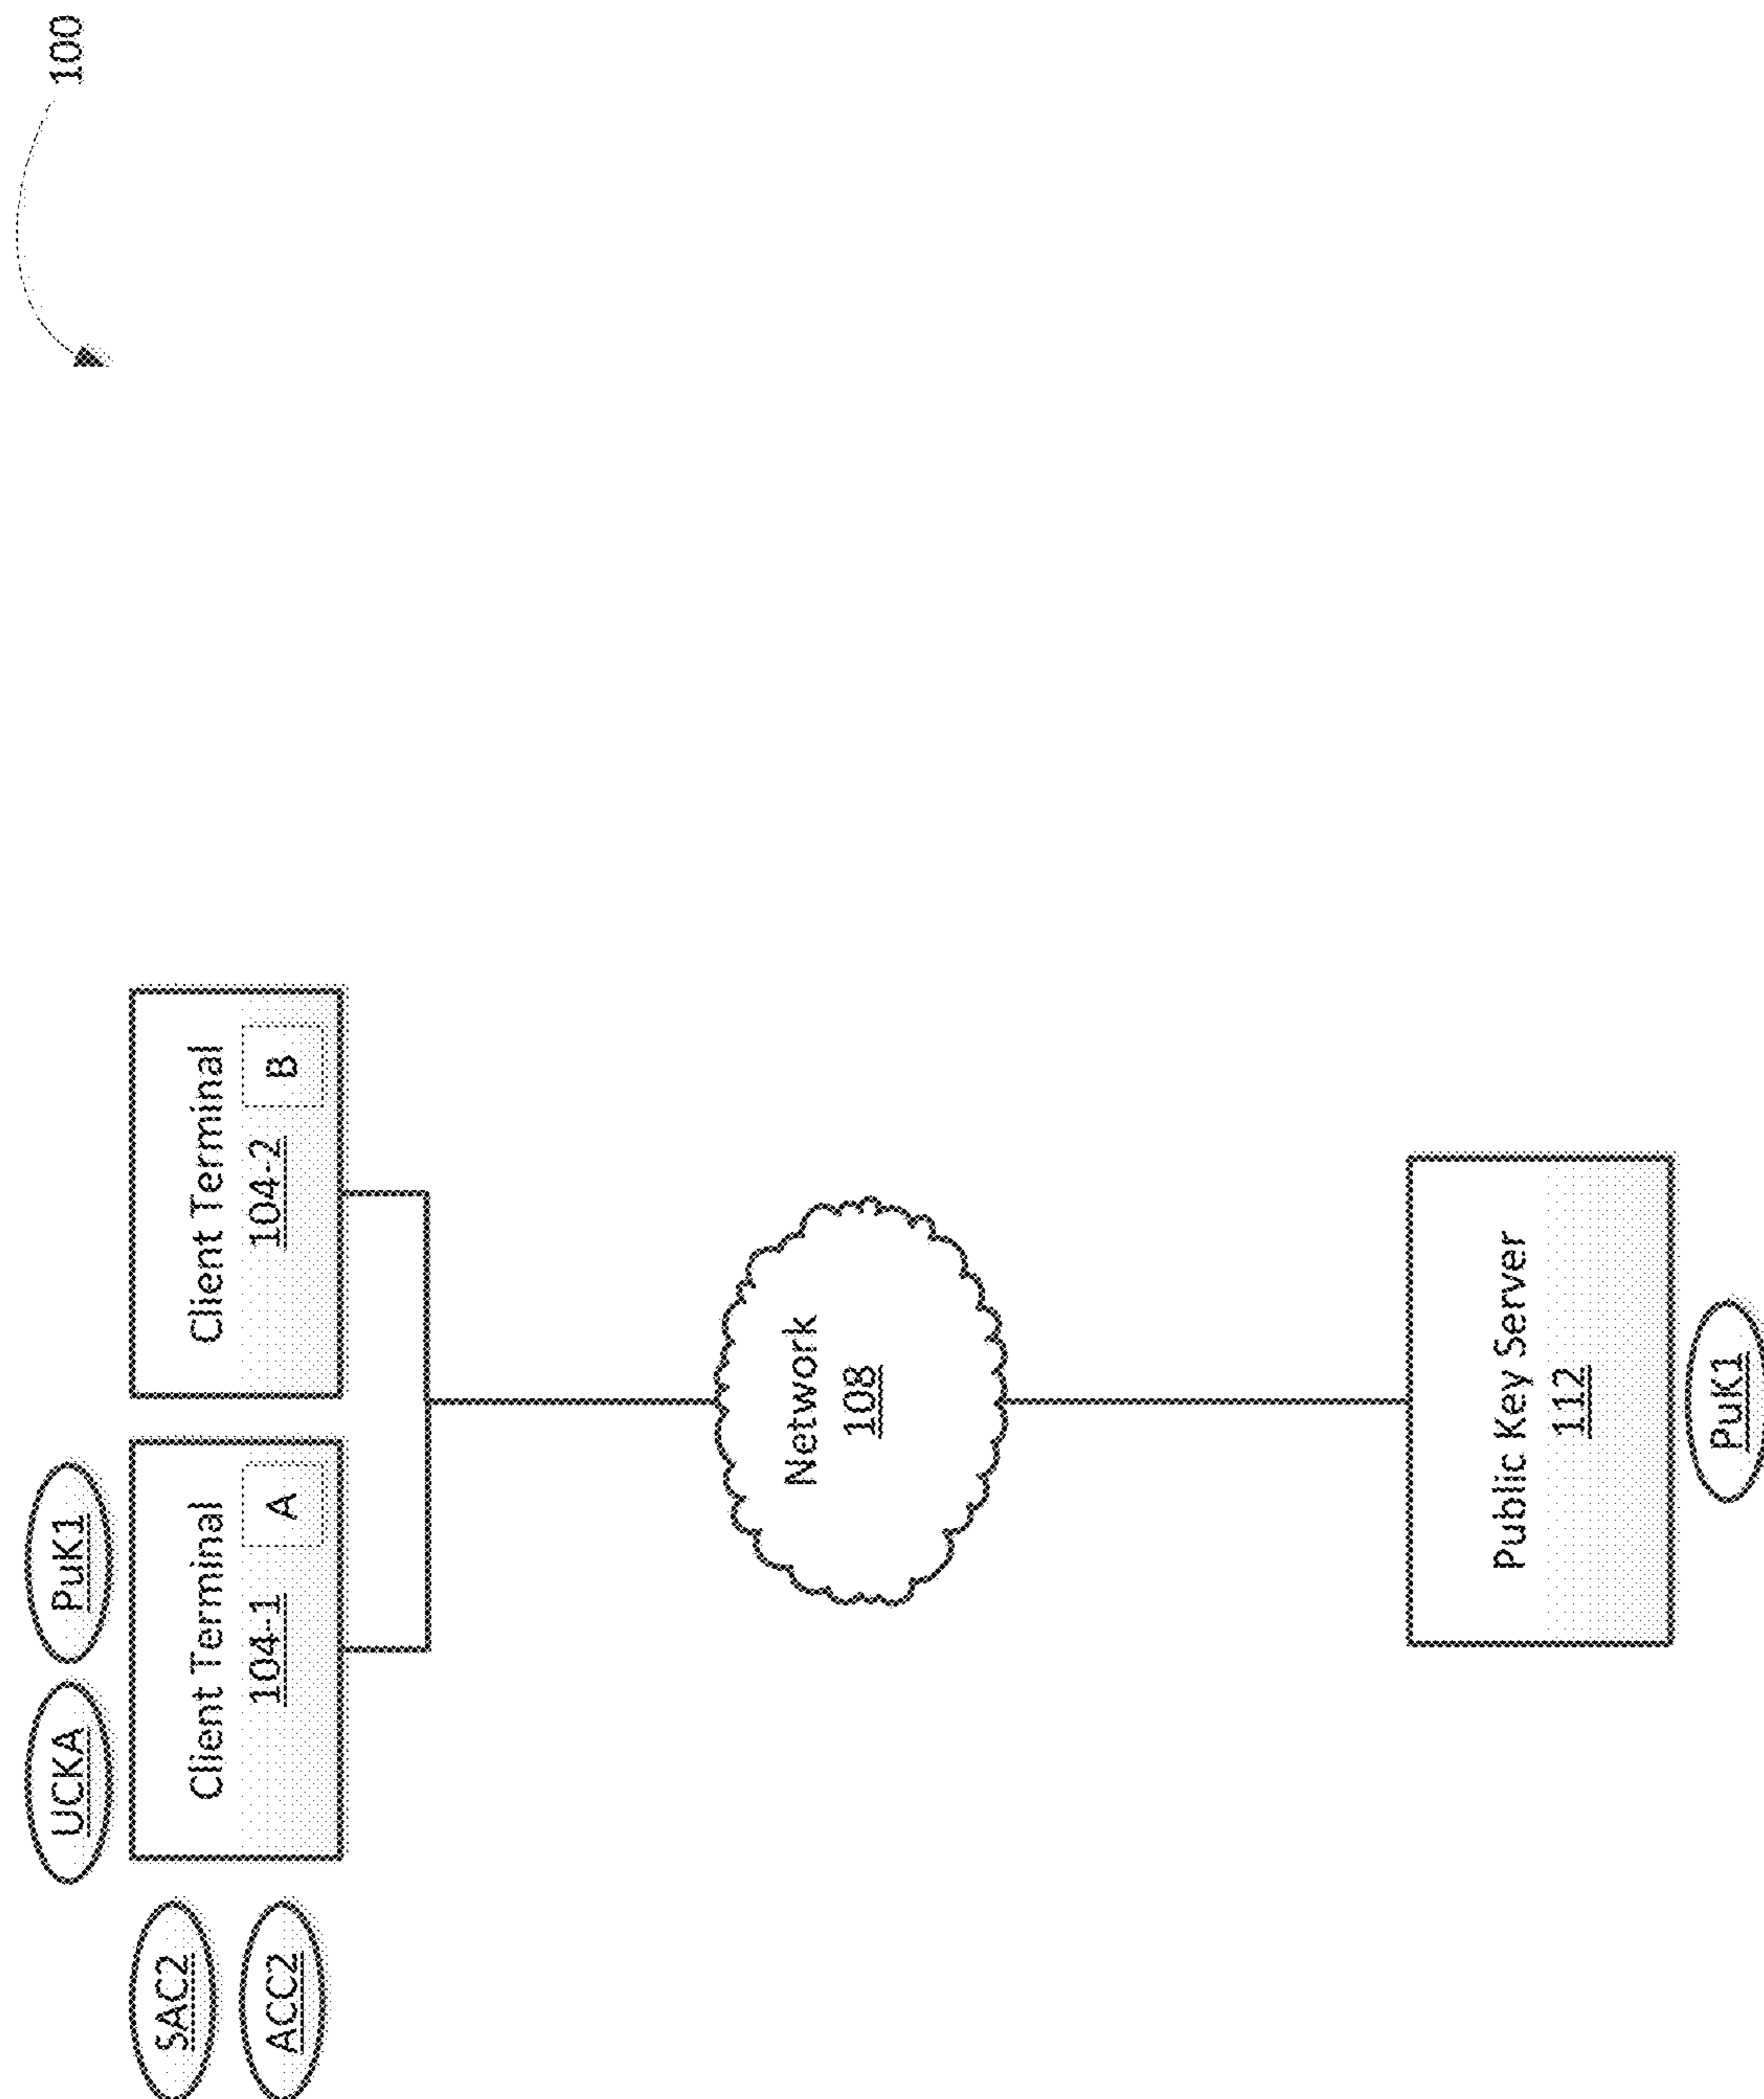 100
UCKA
PuK1
SAC2
ACC2
Client Terminal
104-1
A
Client Terminal
104-2
B
Network
108
Public Key Server
112
PuK1